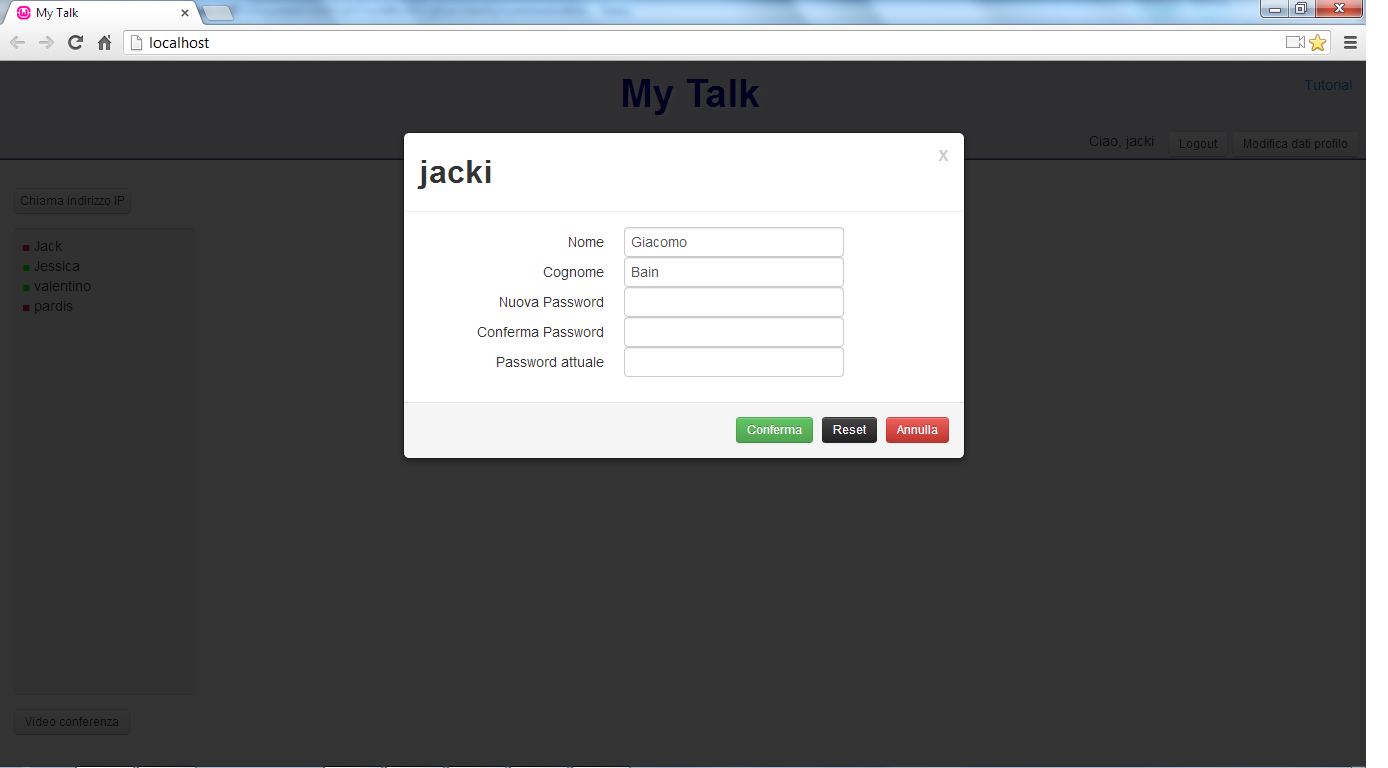 My Talk
localhost
My Talk
Tutorial
Ciao, jacki Logout Modifica dati profilo
jacki
x
Chiama indirizzo IP
Jack
Jessica
valentino
pardis
Nome Giacomo
Cognome Bain
Nuova Password
Conferma Password
Password attuale
Conferma Reset Annulla
Video conferenza